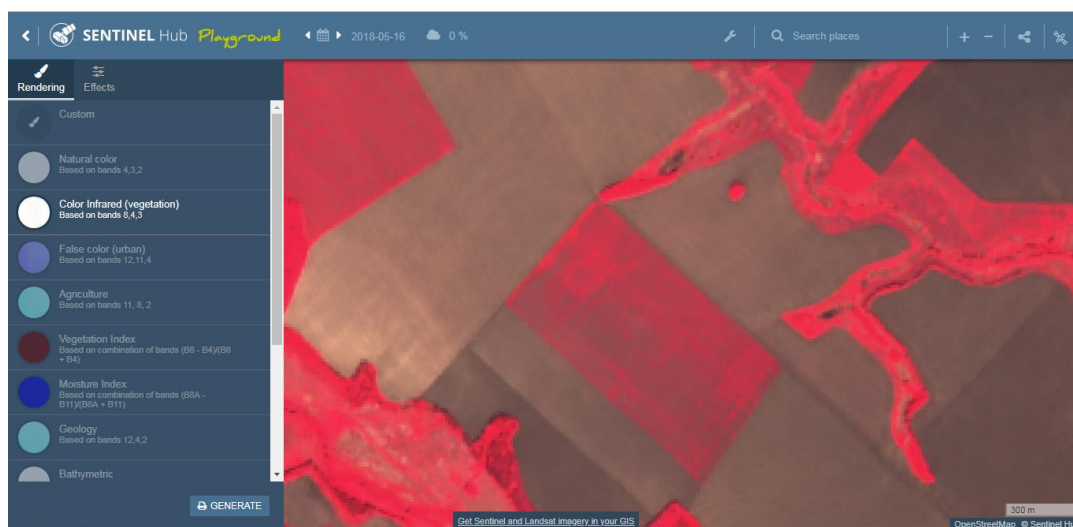 SENTINEL Hub Playground
2018-05-16
0 %
Search places
Rendering
Effects
Custom
Natural color
Based on bands 4,3,2
Color Infrared (vegetation)
Based on bands 8,4,3
False color (urban)
Based on bands 12,11,4
Agriculture
Based on bands 11, 8, 2
Vegetation Index
Based on combination of bands (B8 - B4)/(B8
+ B4)
Moisture Index
Based on combination of bands (B8A -
B11)/(B8A + B11)
Geology
Based on bands 12,4,2
Bathymetric
GENERATE
Get Sentinel and Landsat imagery in your GIS
300 m
OpenStreetMap © Sentinel Hu